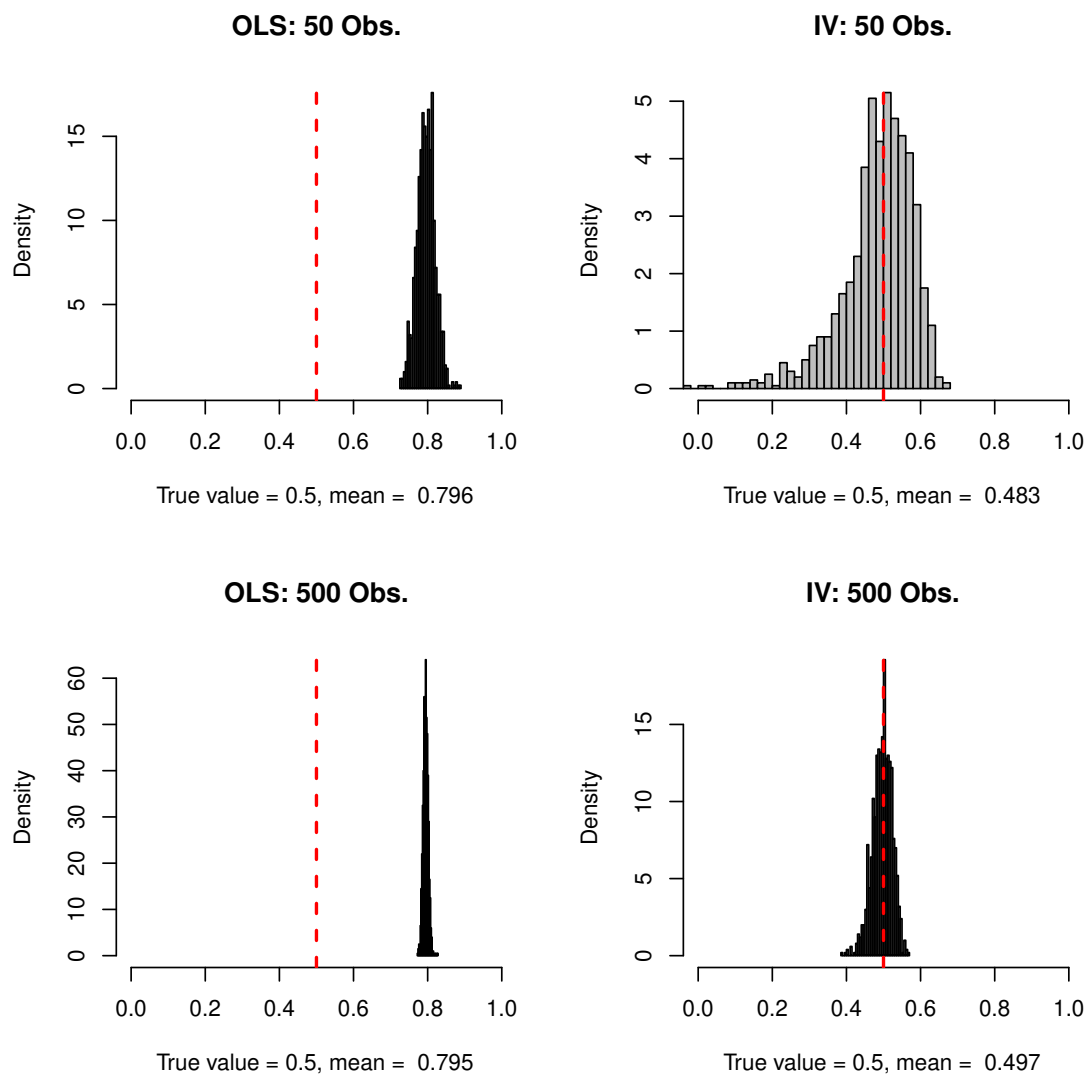 OLS: 50 Obs.
Density
0
5
10
15
0.0 0.2 0.4 0.6 0.8 1.0
True value = 0.5, mean = 0.796
IV: 50 Obs.
Density
0
1
2
3
4
5
0.0 0.2 0.4 0.6 0.8 1.0
True value = 0.5, mean = 0.483
OLS: 500 Obs.
Density
0
10
20
30
40
50
60
0.0 0.2 0.4 0.6 0.8 1.0
True value = 0.5, mean = 0.795
IV: 500 Obs.
Density
0
5
10
15
0.0 0.2 0.4 0.6 0.8 1.0
True value = 0.5, mean = 0.497